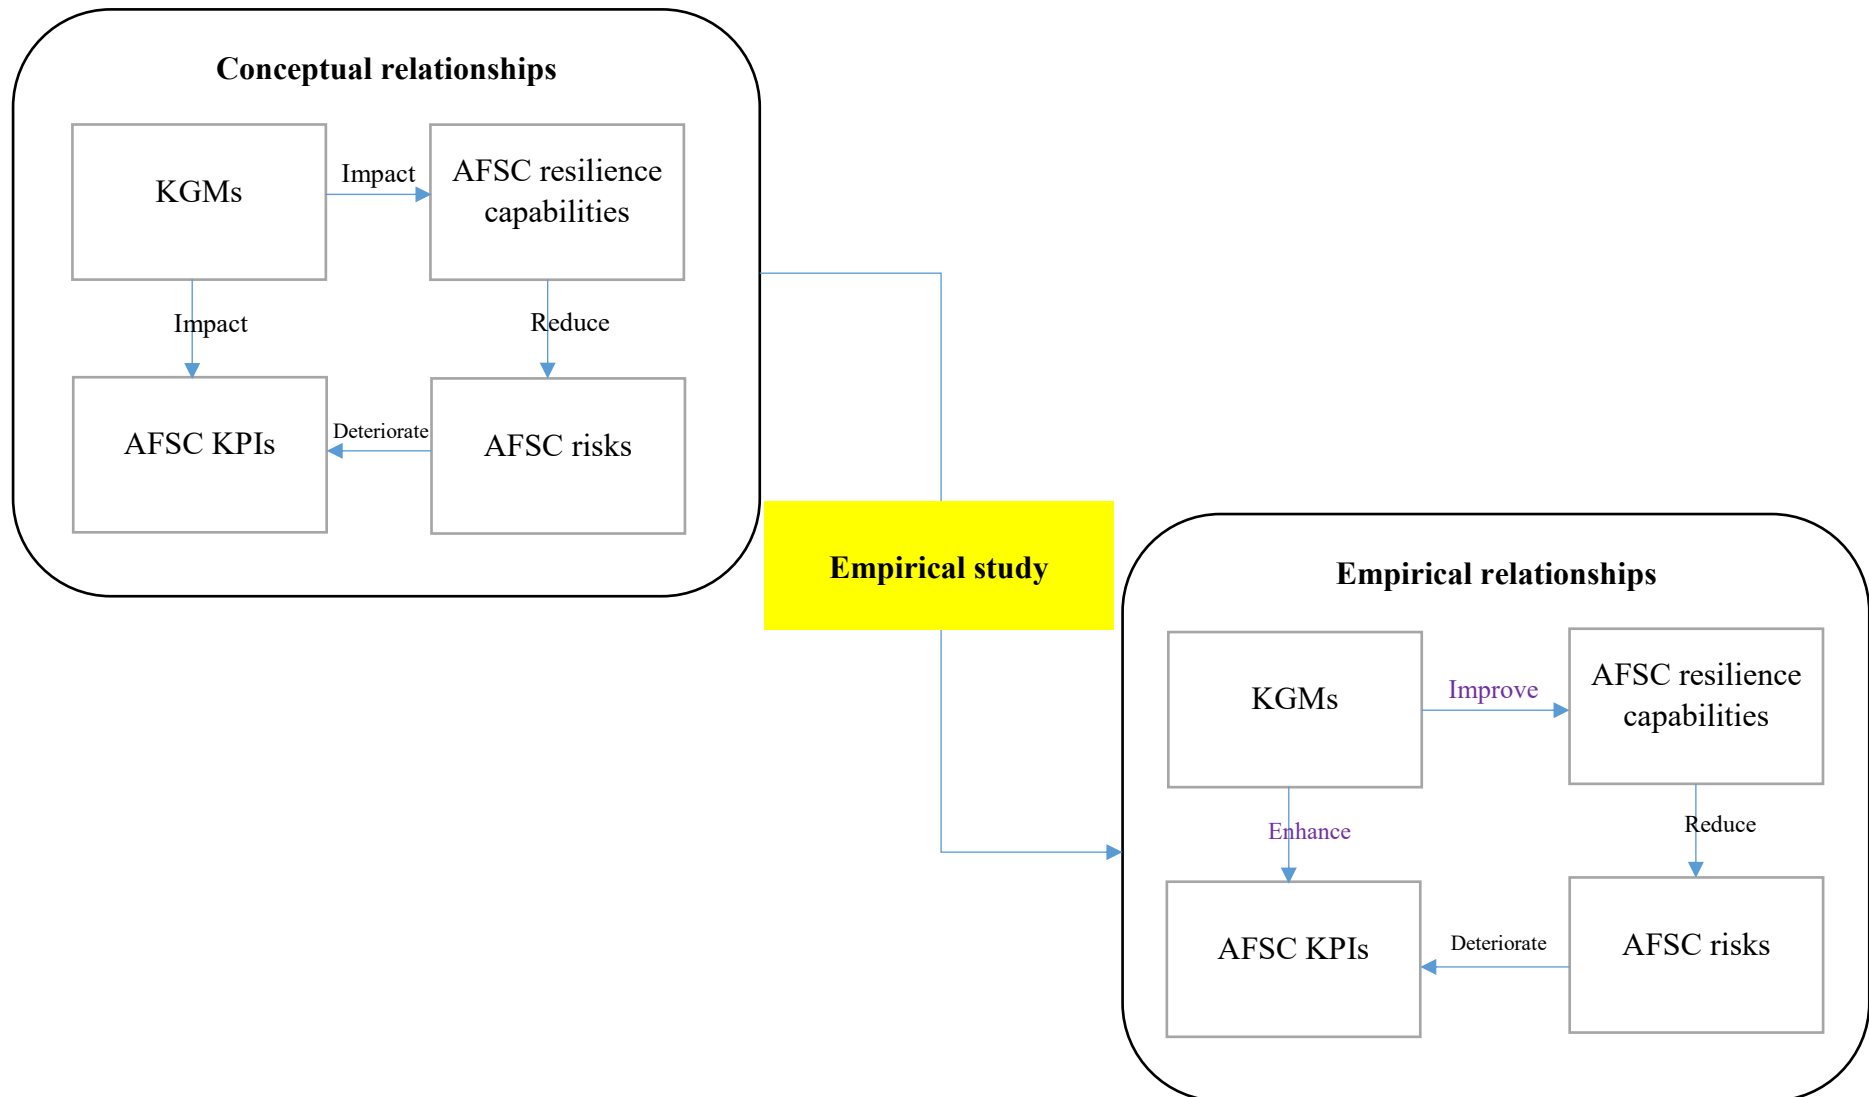 Conceptual relationships
KGMs
Impact
AFSC resilience
capabilities
Impact
Reduce
AFSC KPIs
Deteriorate
AFSC risks
Empirical study
Empirical relationships
KGMs
Improve
AFSC resilience
capabilities
Enhance
Reduce
AFSC KPIs
Deteriorate
AFSC risks